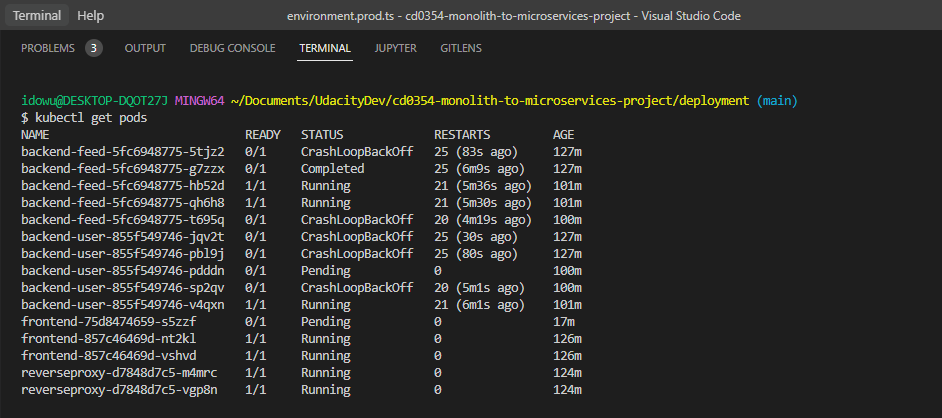 Terminal Help environment.prod.ts - cd0354-monolith-to-microservices-project - Visual Studio Code
PROBLEMS 3 OUTPUT DEBUG CONSOLE TERMINAL JUPYTER GITLENS
idowu@DESKTOP-DQOT27J MINGW64 ~/Documents/UdacityDev/cd0354-monolith-to-microservices-project/deployment (main)
$ kubectl get pods
NAME READY STATUS RESTARTS AGE
backend-feed-5fc6948775-5tjz2 0/1 CrashLoopBackOff 25 (83s ago) 127m
backend-feed-5fc6948775-g7zzx 0/1 Completed 25 (6m9s ago) 127m
backend-feed-5fc6948775-hb52d 1/1 Running 21 (5m36s ago) 101m
backend-feed-5fc6948775-qh6h8 1/1 Running 21 (5m30s ago) 101m
backend-feed-5fc6948775-t695q 0/1 CrashLoopBackOff 20 (4m19s ago) 100m
backend-user-855f549746-jqv2t 0/1 CrashLoopBackOff 25 (30s ago) 127m
backend-user-855f549746-pbl9j 0/1 CrashLoopBackOff 25 (80s ago) 127m
backend-user-855f549746-pdddn 0/1 Pending 0 100m
backend-user-855f549746-sp2qv 0/1 CrashLoopBackOff 20 (5m1s ago) 100m
backend-user-855f549746-v4qxn 1/1 Running 21 (6m1s ago) 101m
frontend-75d8474659-s5zzf 0/1 Pending 0 17m
frontend-857c46469d-nt2kl 1/1 Running 0 126m
frontend-857c46469d-vshvd 1/1 Running 0 126m
reverseproxy-d7848d7c5-m4mrc 1/1 Running 0 124m
reverseproxy-d7848d7c5-vgp8n 1/1 Running 0 124m